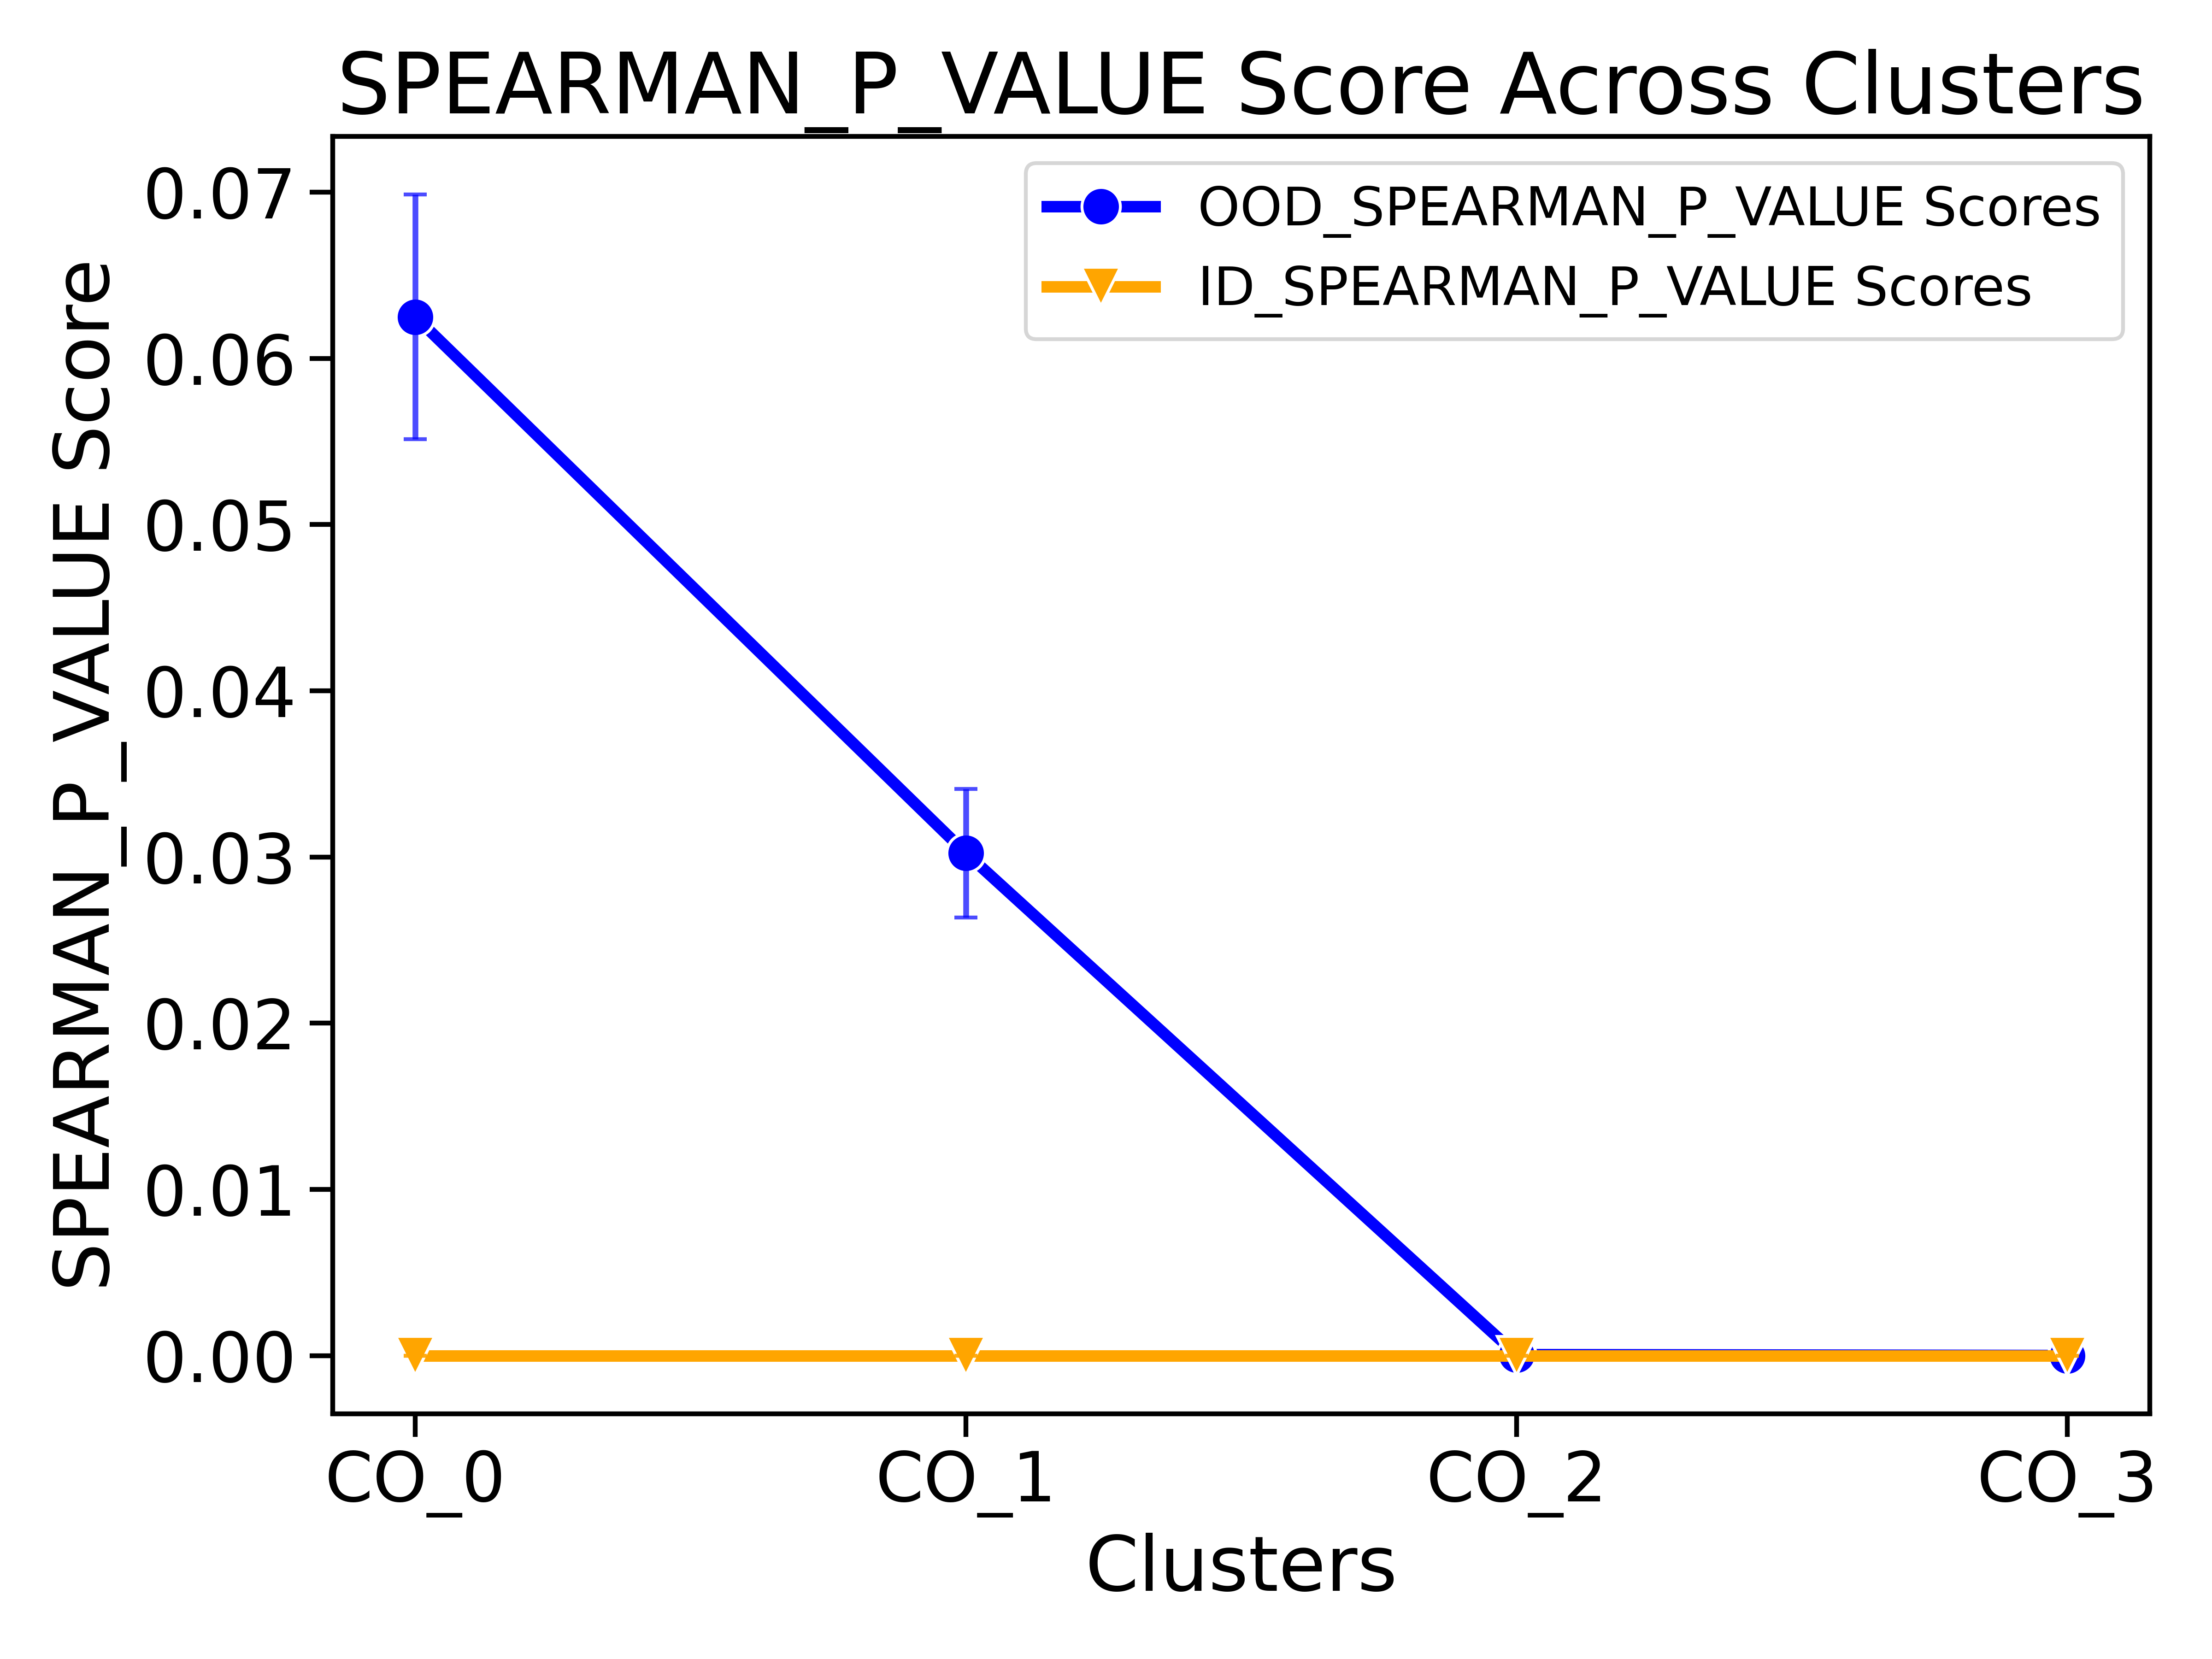 SPEARMAN_P_VALUE Score Across Clusters
OOD_SPEARMAN_P_VALUE Scores
ID_SPEARMAN_P_VALUE Scores
SPEARMAN_P_VALUE Score
0.07
0.06
0.05
0.04
0.03
0.02
0.01
0.00
CO_0
CO_1
CO_2
CO_3
Clusters